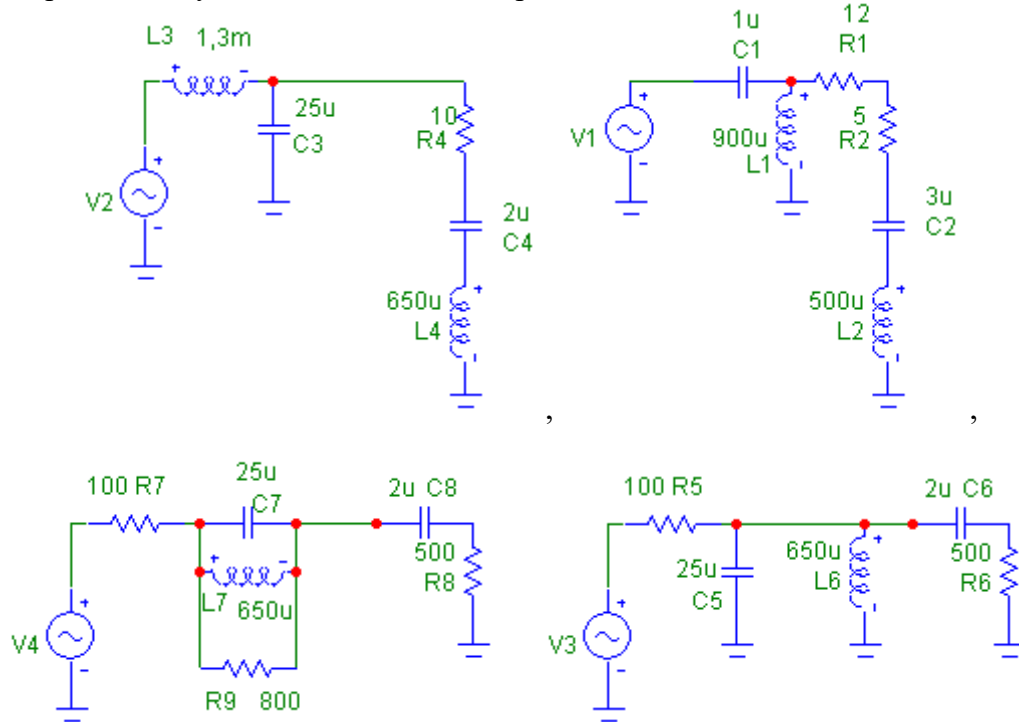 L3 1,3m
25u
C3
10
R4
V2
2u
C4
650u
L4
,
1u
C1
12
R1
V1
900u
L1
5
R2
3u
C2
500u
L2
,
100 R7
25u
C7
2u C8
L7
650u
500
R8
V4
R9 800
100 R5
25u
C5
650u
L6
2u C6
500
R6
V3